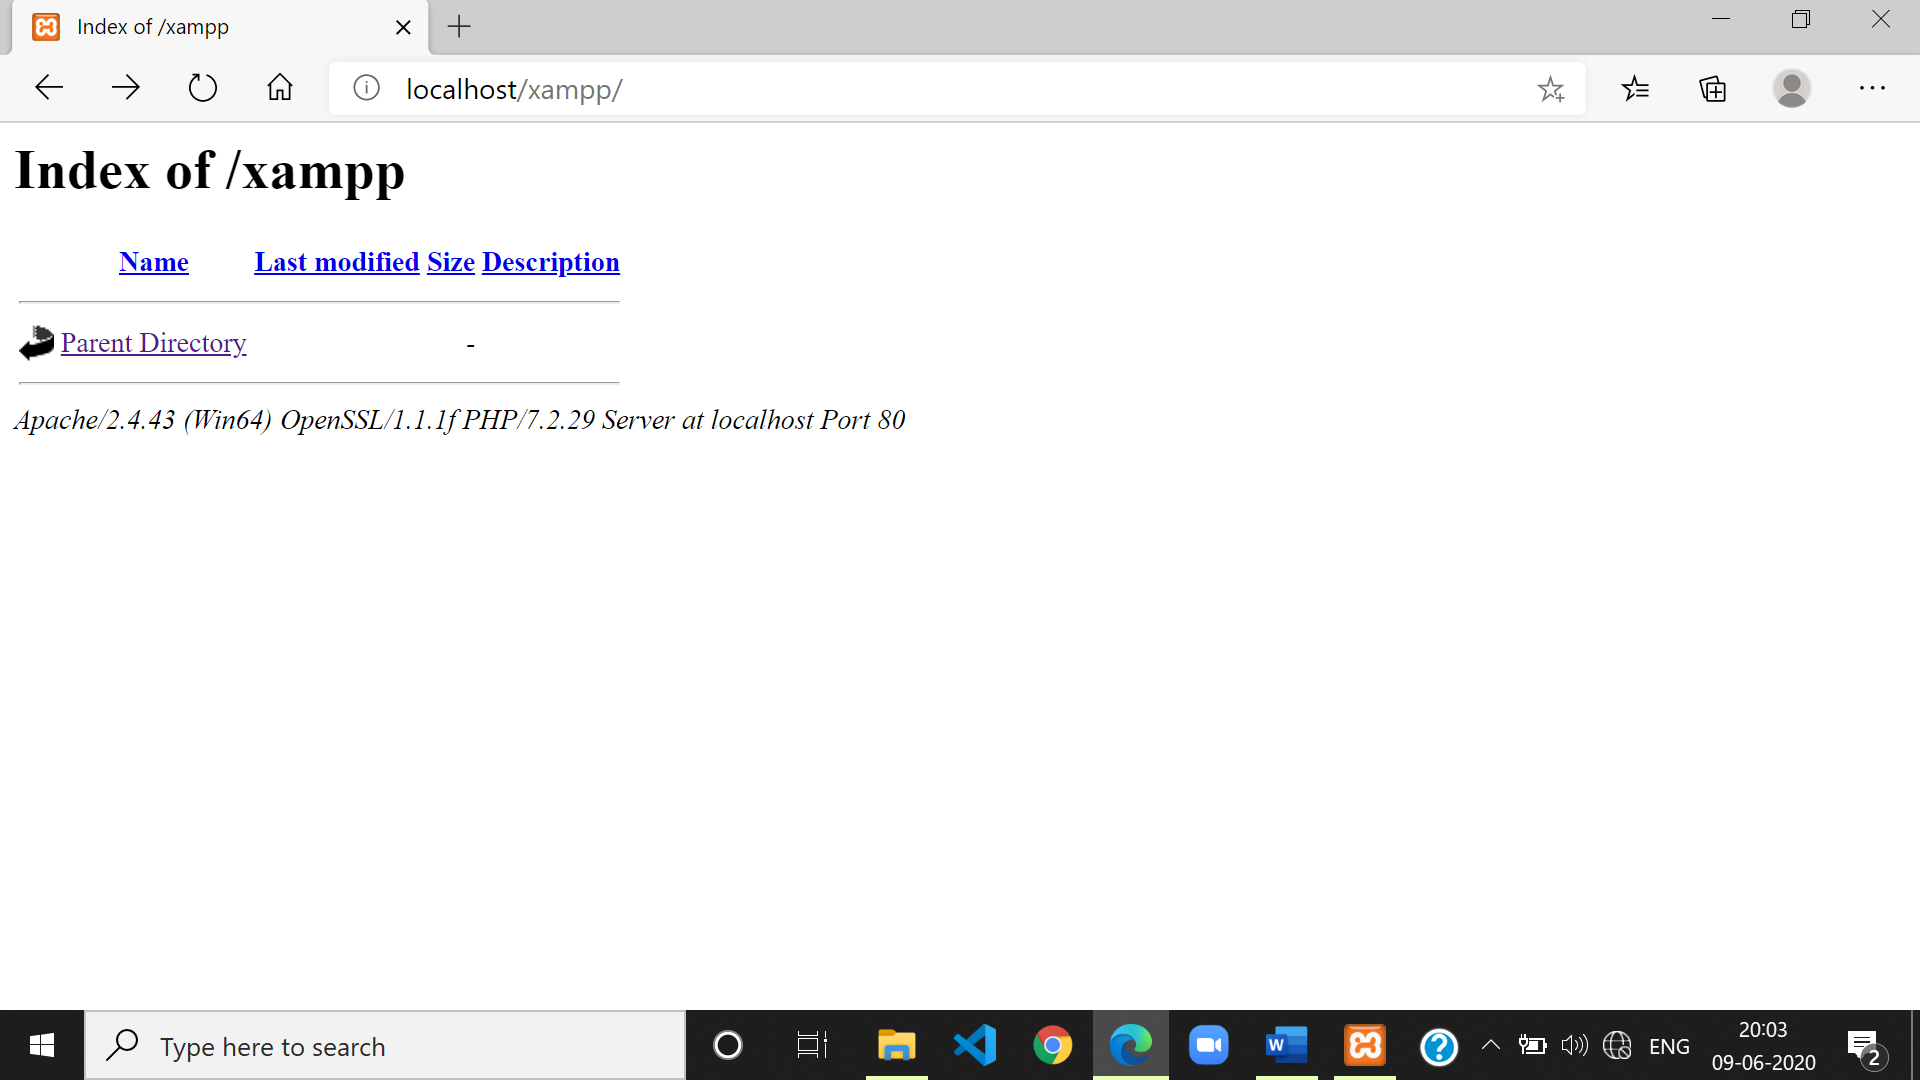 Index of /xampp
localhost/xampp/
Index of /xampp
Name Last modified Size Description
Parent Directory -
Apache/2.4.43 (Win64) OpenSSL/1.1.1f PHP/7.2.29 Server at localhost Port 80
Type here to search
ENG
20:03
09-06-2020
2